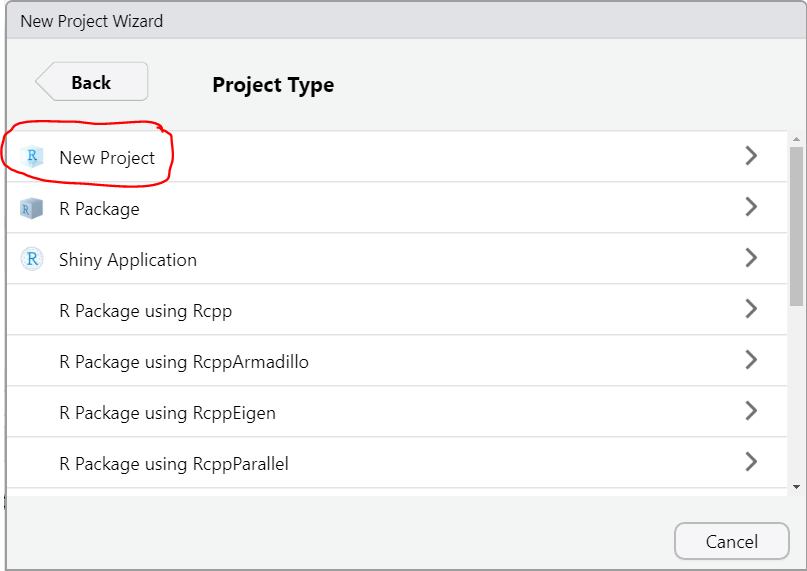 New Project Wizard
Back
Project Type
R New Project
R R Package
R Shiny Application
R Package using Rcpp
R Package using RcppArmadillo
R Package using RcppEigen
R Package using RcppParallel
Cancel